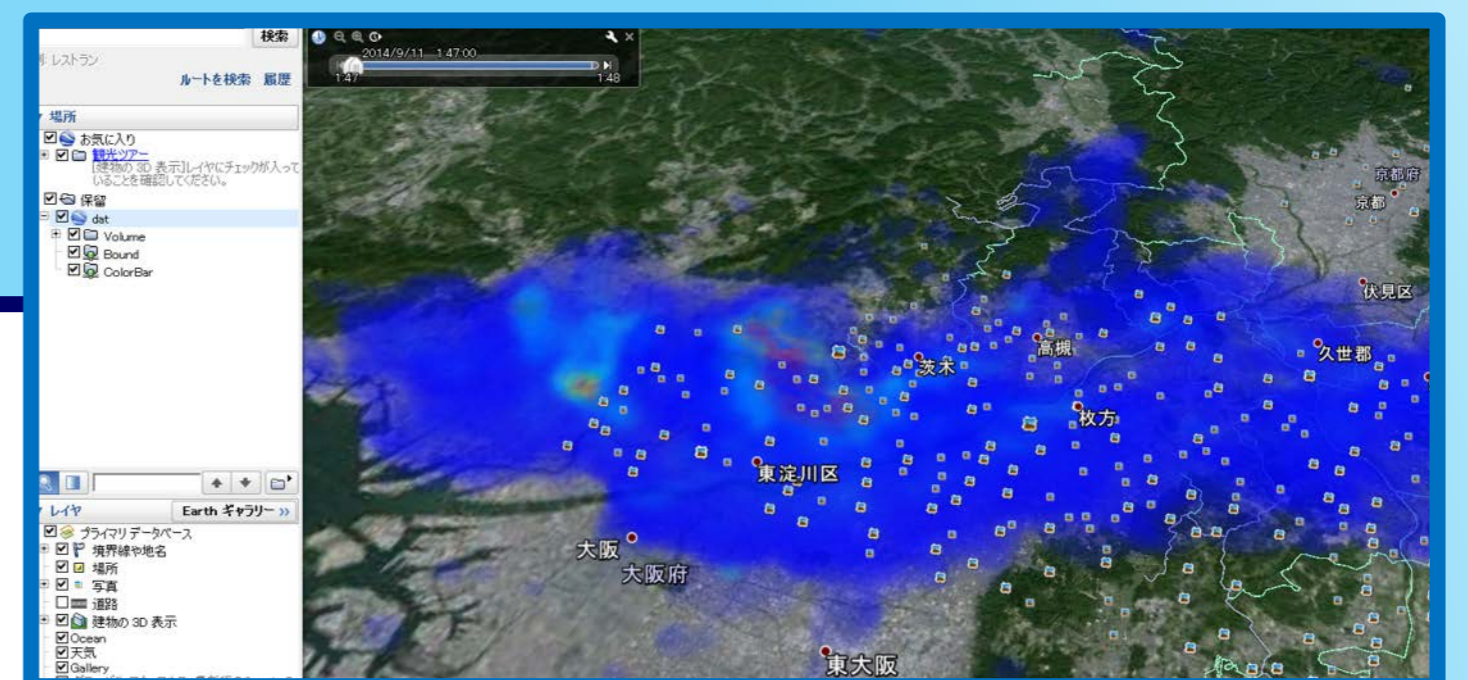 検索
レストラン
ルートを検索 履歴
場所
お気に入り
観光ツアー
[建物の 3D 表示]レイヤにチェックが入って
いることを確認してください。
保留
dat
Volume
Bound
ColorBar
レイヤ
Earth ギャラリー >>
プライマリ データベース
境界線や地名
場所
写真
道路
建物の 3D 表示
Ocean
天気
Gallery
2014/9/11 1:47:00
1:47
1:48
京都府
京都
伏見区
高槻
茨木
久世郡
枚方
東淀川区
大阪
大阪府
東大阪